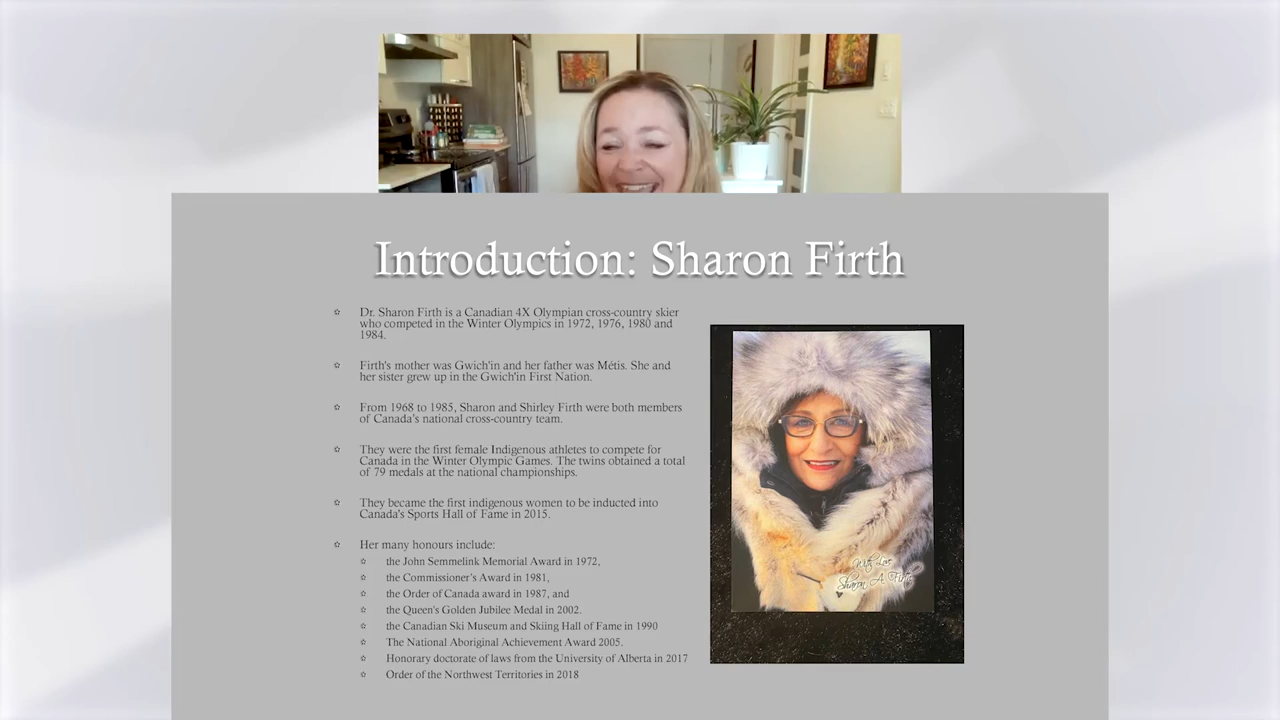 Introduction: Sharon Firth
Dr. Sharon Firth is a Canadian 4X Olympian cross-country skier
who competed in the Winter Olympics in 1972, 1976, 1980 and
1984.
Firth's mother was Gwich'in and her father was Métis. She and
her sister grew up in the Gwich'in First Nation.
From 1968 to 1985, Sharon and Shirley Firth were both members
of Canada's national cross-country team.
They were the first female Indigenous athletes to compete for
Canada in the Winter Olympic Games. The twins obtained a total
of 79 medals at the national championships.
They became the first indigenous women to be inducted into
Canada's Sports Hall of Fame in 2015.
Her many honours include:
the John Semmelink Memorial Award in 1972,
the Commissioner's Award in 1981,
the Order of Canada award in 1987, and
the Queen's Golden Jubilee Medal in 2002.
the Canadian Ski Museum and Skiing Hall of Fame in 1990
The National Aboriginal Achievement Award 2005.
Honorary doctorate of laws from the University of Alberta in 2017
Order of the Northwest Territories in 2018
With Love
Sharon A. Firth